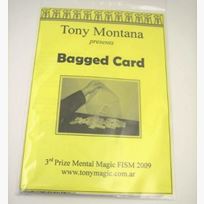 Tony Montana
presents
Bagged Card
3rd Prize Mental Magic FISM 2009
www.tonymagic.com.ar